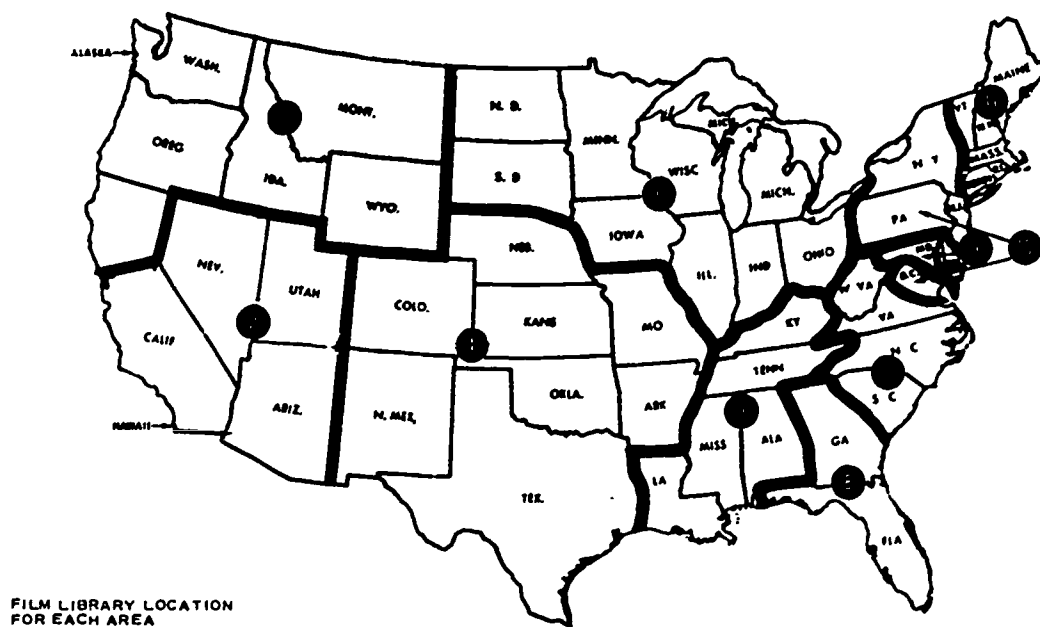 ALASKA
WASH.
MONT.
N. D.
MINN.
MICH.
MAINE
VT
N H
OREG
IDA.
WYO.
S. D
WISC
MICH.
N Y
MASS.
PA
NEB.
IOWA
ILL.
IND
OHIO
NEV.
UTAH
COLO.
KANS
MO
KY
W VA
VA
CALIF
ARIZ.
N. MEX.
OKLA.
ARK
TENN
N C
S C
HAWAII
TEX.
LA
MISS
ALA
GA
FLA
FILM LIBRARY LOCATION
FOR EACH AREA